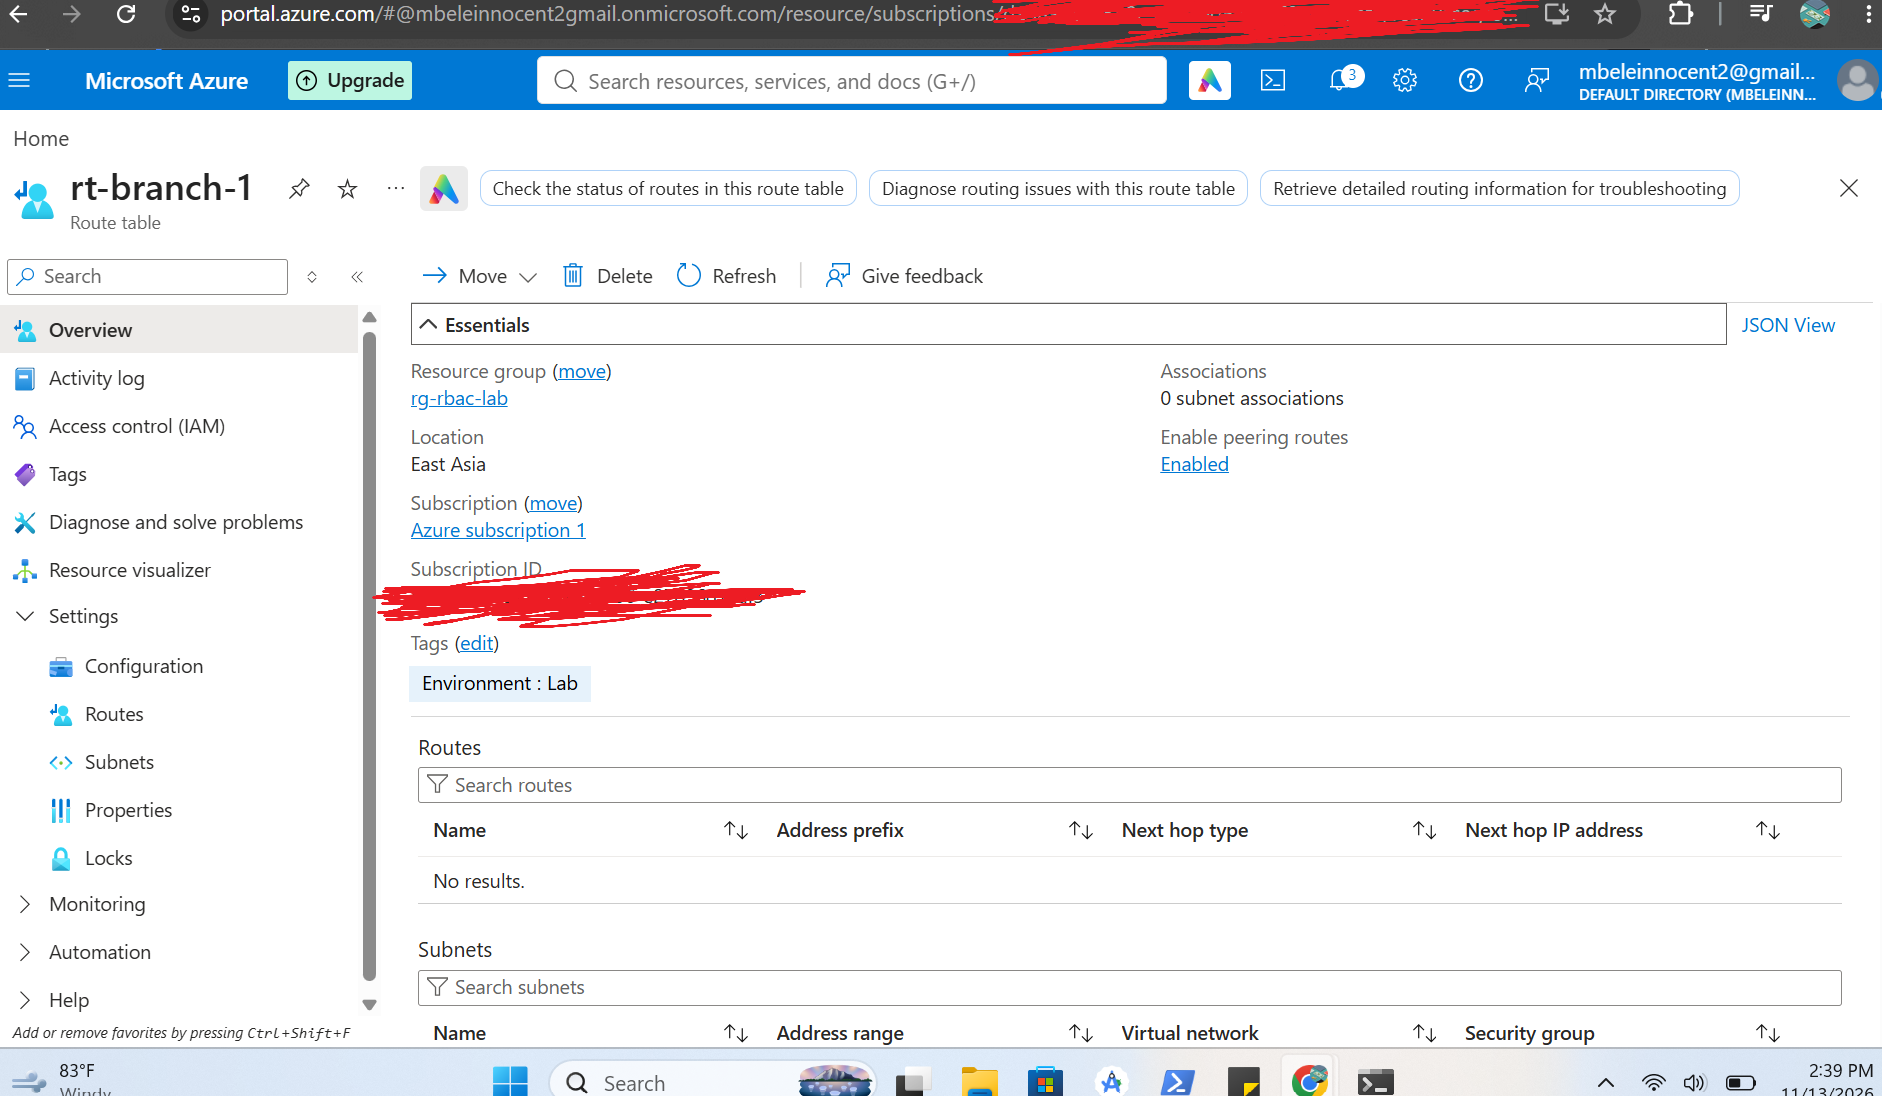 portal.azure.com/#@mbeleinnocent2gmail.onmicrosoft.com/resource/subscriptions/
Microsoft Azure
Upgrade
Search resources, services, and docs (G+/)
3
mbeleinnocent2@gmail...
DEFAULT DIRECTORY (MBELEINN...
Home
rt-branch-1
Route table
Check the status of routes in this route table
Diagnose routing issues with this route table
Retrieve detailed routing information for troubleshooting
Search
Move
Delete
Refresh
Give feedback
Overview
Activity log
Access control (IAM)
Tags
Diagnose and solve problems
Resource visualizer
Settings
Configuration
Routes
Subnets
Properties
Locks
Monitoring
Automation
Help
Add or remove favorites by pressing Ctrl+Shift+F
Essentials
JSON View
Resource group (move)
rg-rbac-lab
Location
East Asia
Subscription (move)
Azure subscription 1
Subscription ID
Tags (edit)
Environment : Lab
Associations
0 subnet associations
Enable peering routes
Enabled
Routes
Search routes
Name Address prefix Next hop type Next hop IP address
No results.
Subnets
Search subnets
Name Address range Virtual network Security group
83°F
Windy
Search
2:39 PM
11/13/2026